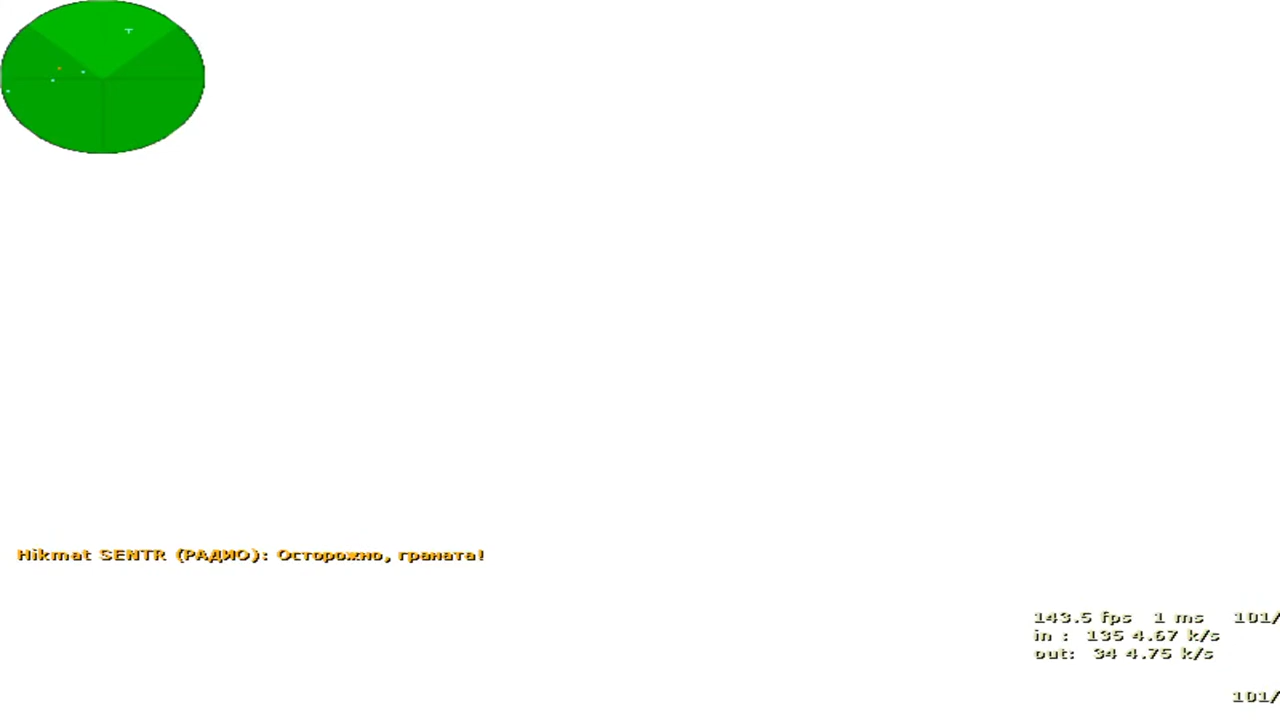 Hikmat SENTR (РАДИО): Осторожно, граната!
143.5 fps 1 ms 101/
in : 135 4.67 k/s
out: 34 4.75 k/s
101/